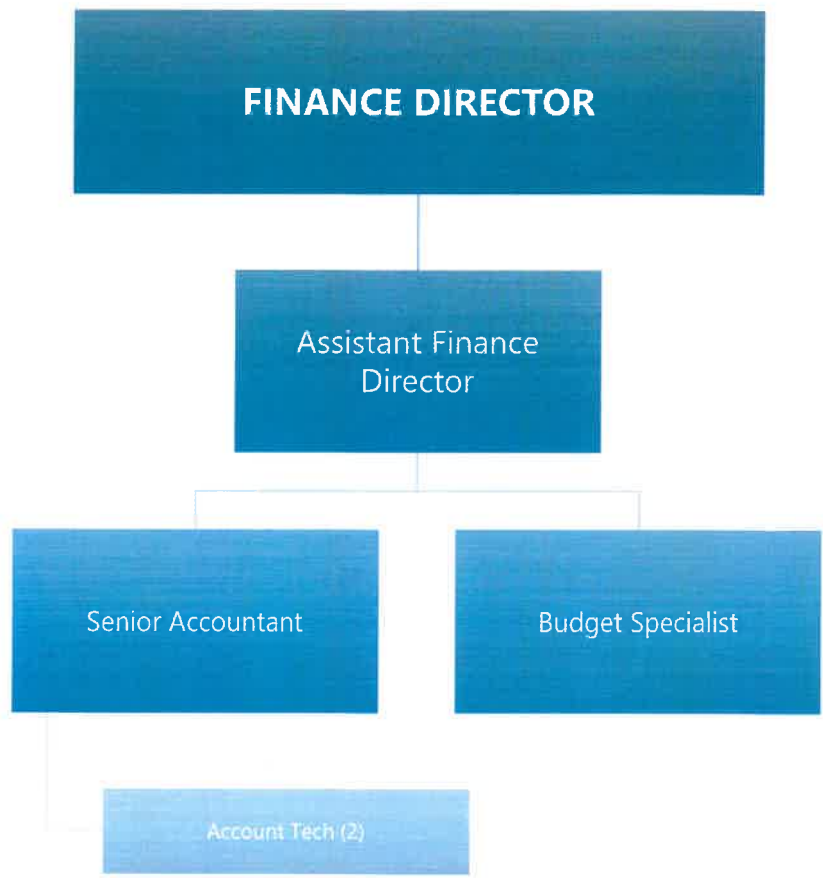 FINANCE DIRECTOR
Assistant Finance
Director
Senior Accountant
Budget Specialist
Account Tech (2)